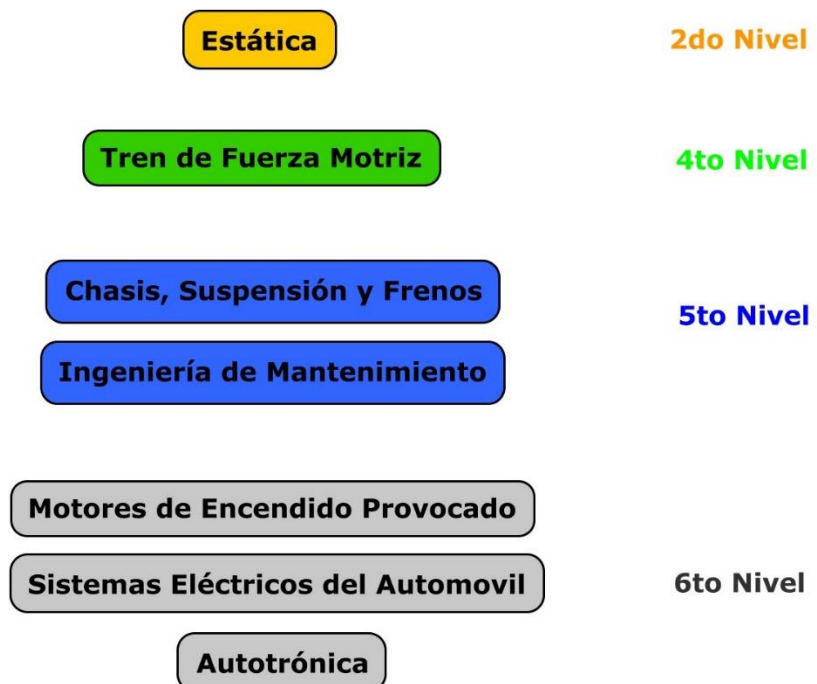 Estática
2do Nivel
Tren de Fuerza Motriz
4to Nivel
Chasis, Suspensión y Frenos
5to Nivel
Ingeniería de Mantenimiento
Motores de Encendido Provocado
Sistemas Eléctricos del Automovil
6to Nivel
Autotrónica